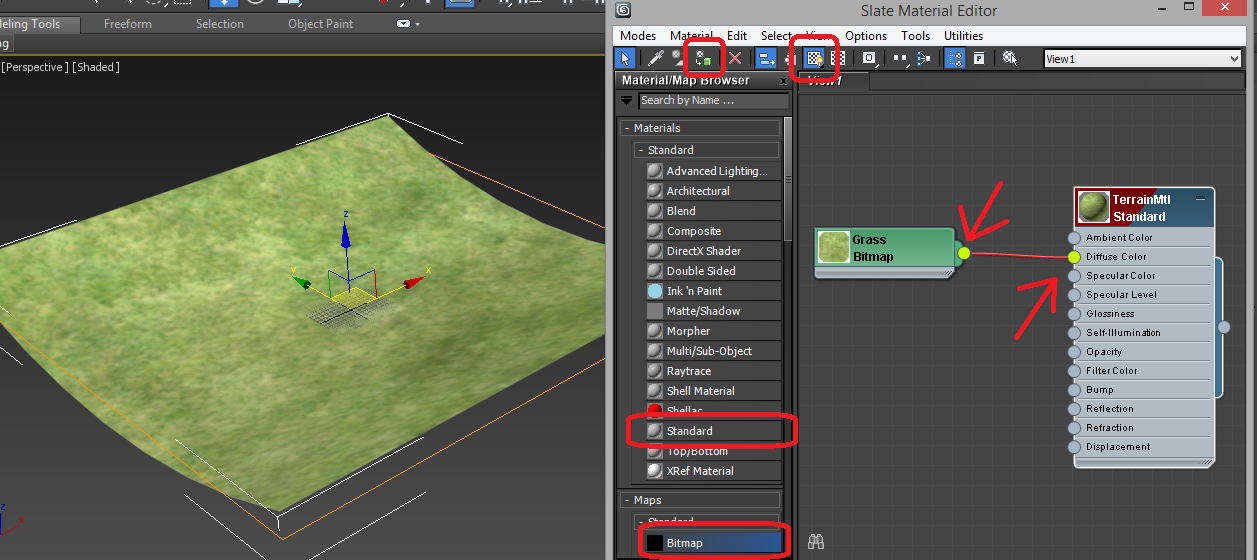 eling Tools Freeform Selection Object Paint
ng
[Perspective ] [Shaded ]
z
y
x
z
x
Slate Material Editor
Modes Material Edit Select View Options Tools Utilities
View1
Material/Map Browser x
View1
Search by Name ...
- Materials
- Standard
Advanced Lighting...
Architectural
Blend
Composite
DirectX Shader
Double Sided
Ink 'n Paint
Matte/Shadow
Morpher
Multi/Sub-Object
Raytrace
Shell Material
Shellac
Standard
Top/Bottom
XRef Material
- Maps
- Standard
Bitmap
Grass
Bitmap
TerrainMtl
Standard
Ambient Color
Diffuse Color
Specular Color
Specular Level
Glossiness
Self-Illumination
Opacity
Filter Color
Bump
Reflection
Refraction
Displacement